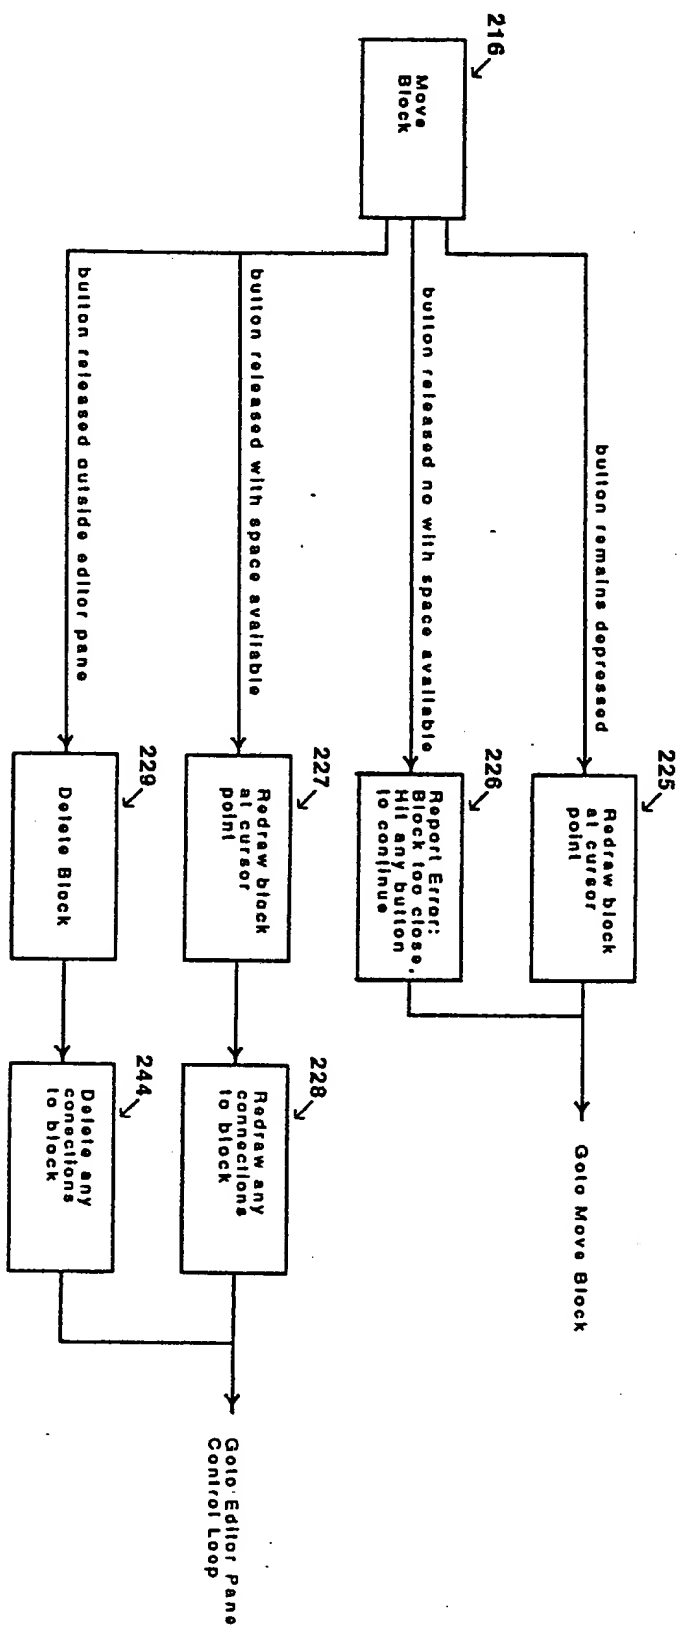 216
Move
Block
button remains depressed
225
Redraw block
at cursor
point
Goto Move Block
button released no with space available
226
Report Error:
Block too close,
Hit any button
to continue
button released with space available
227
Redraw block
at cursor
point
228
Redraw any
connections
to block
Goto Editor Pane
Control Loop
button released outside editor pane
229
Delete Block
244
Delete any
conections
to block